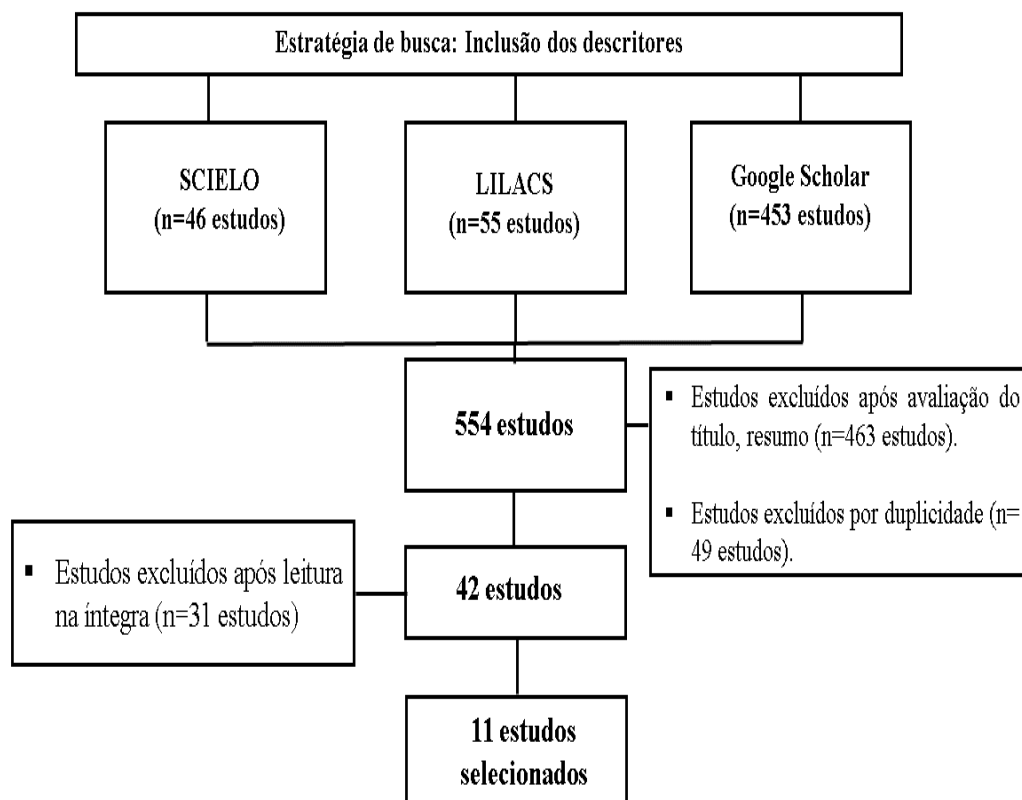 Estratégia de busca: Inclusão dos descritores
SCIELO
(n=46 estudos)
LILACS
(n=55 estudos)
Google Scholar
(n=453 estudos)
554 estudos
▪ Estudos excluídos após avaliação do
título, resumo (n=463 estudos).
▪ Estudos excluídos por duplicidade (n=
49 estudos).
▪ Estudos excluídos após leitura
na íntegra (n=31 estudos)
42 estudos
11 estudos
selecionados